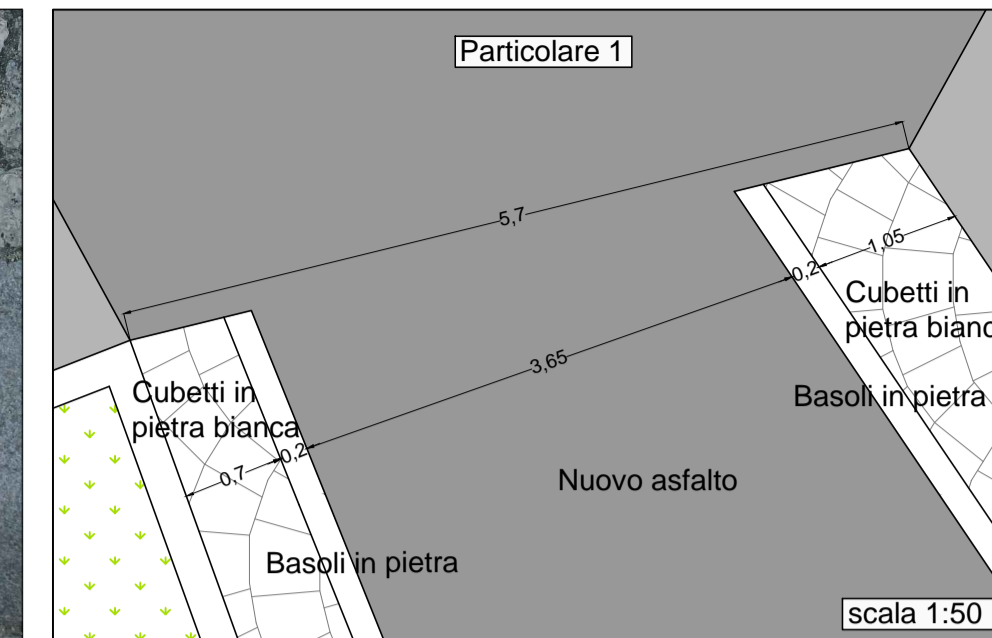 Particolare 1
5,7
1,05
0,2
Cubetti in
pietra bianc
3,65
Cubetti in
pietra bianca
Basoli in pietra
0,2
0,7
Nuovo asfalto
Basoli in pietra
scala 1:50